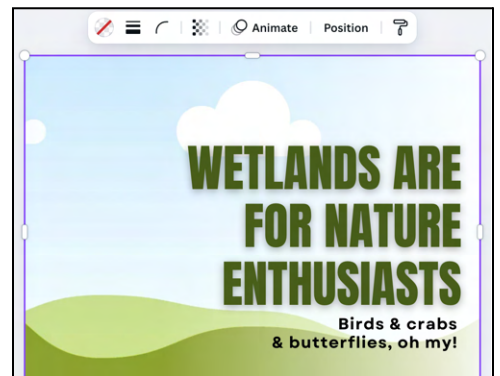 Animate
Position
WETLANDS ARE
FOR NATURE
ENTHUSIASTS
Birds & crabs
& butterflies, oh my!